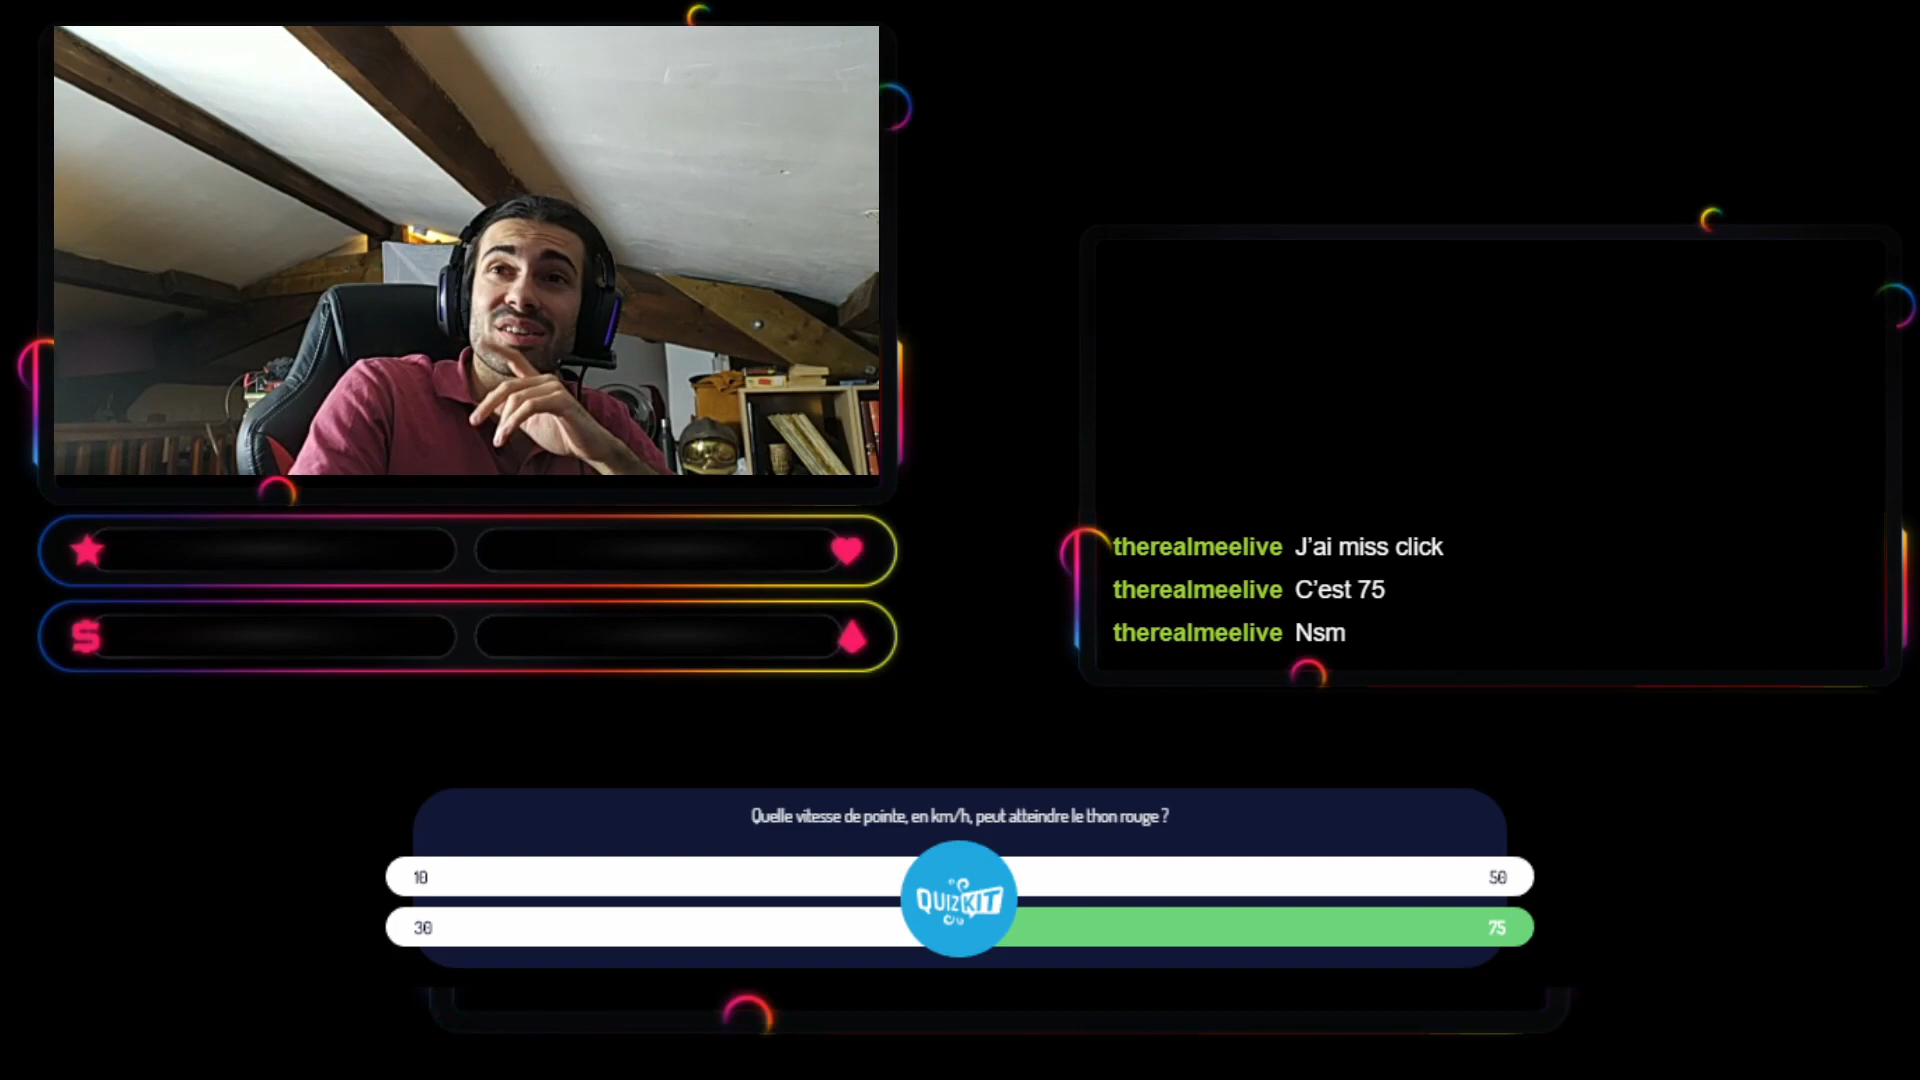 therealmeelive J'ai miss click
therealmeelive C'est 75
therealmeelive Nsm
Quelle vitesse de pointe, en km/h, peut atteindre le thon rouge ?
10
50
30
75
QUIZKIT